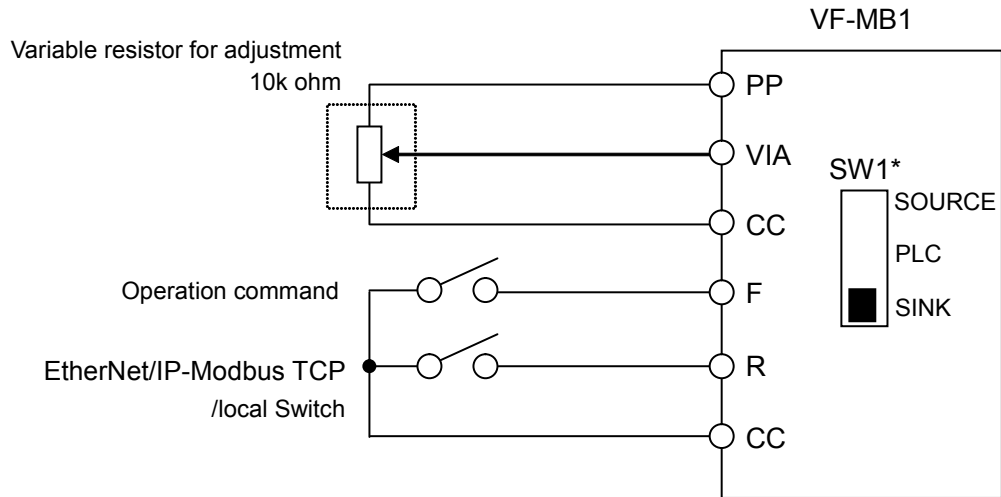 VF-MB1
Variable resistor for adjustment
10k ohm
PP
VIA
CC
SW1*
SOURCE
PLC
SINK
Operation command
F
EtherNet/IP-Modbus TCP
/local Switch
R
CC